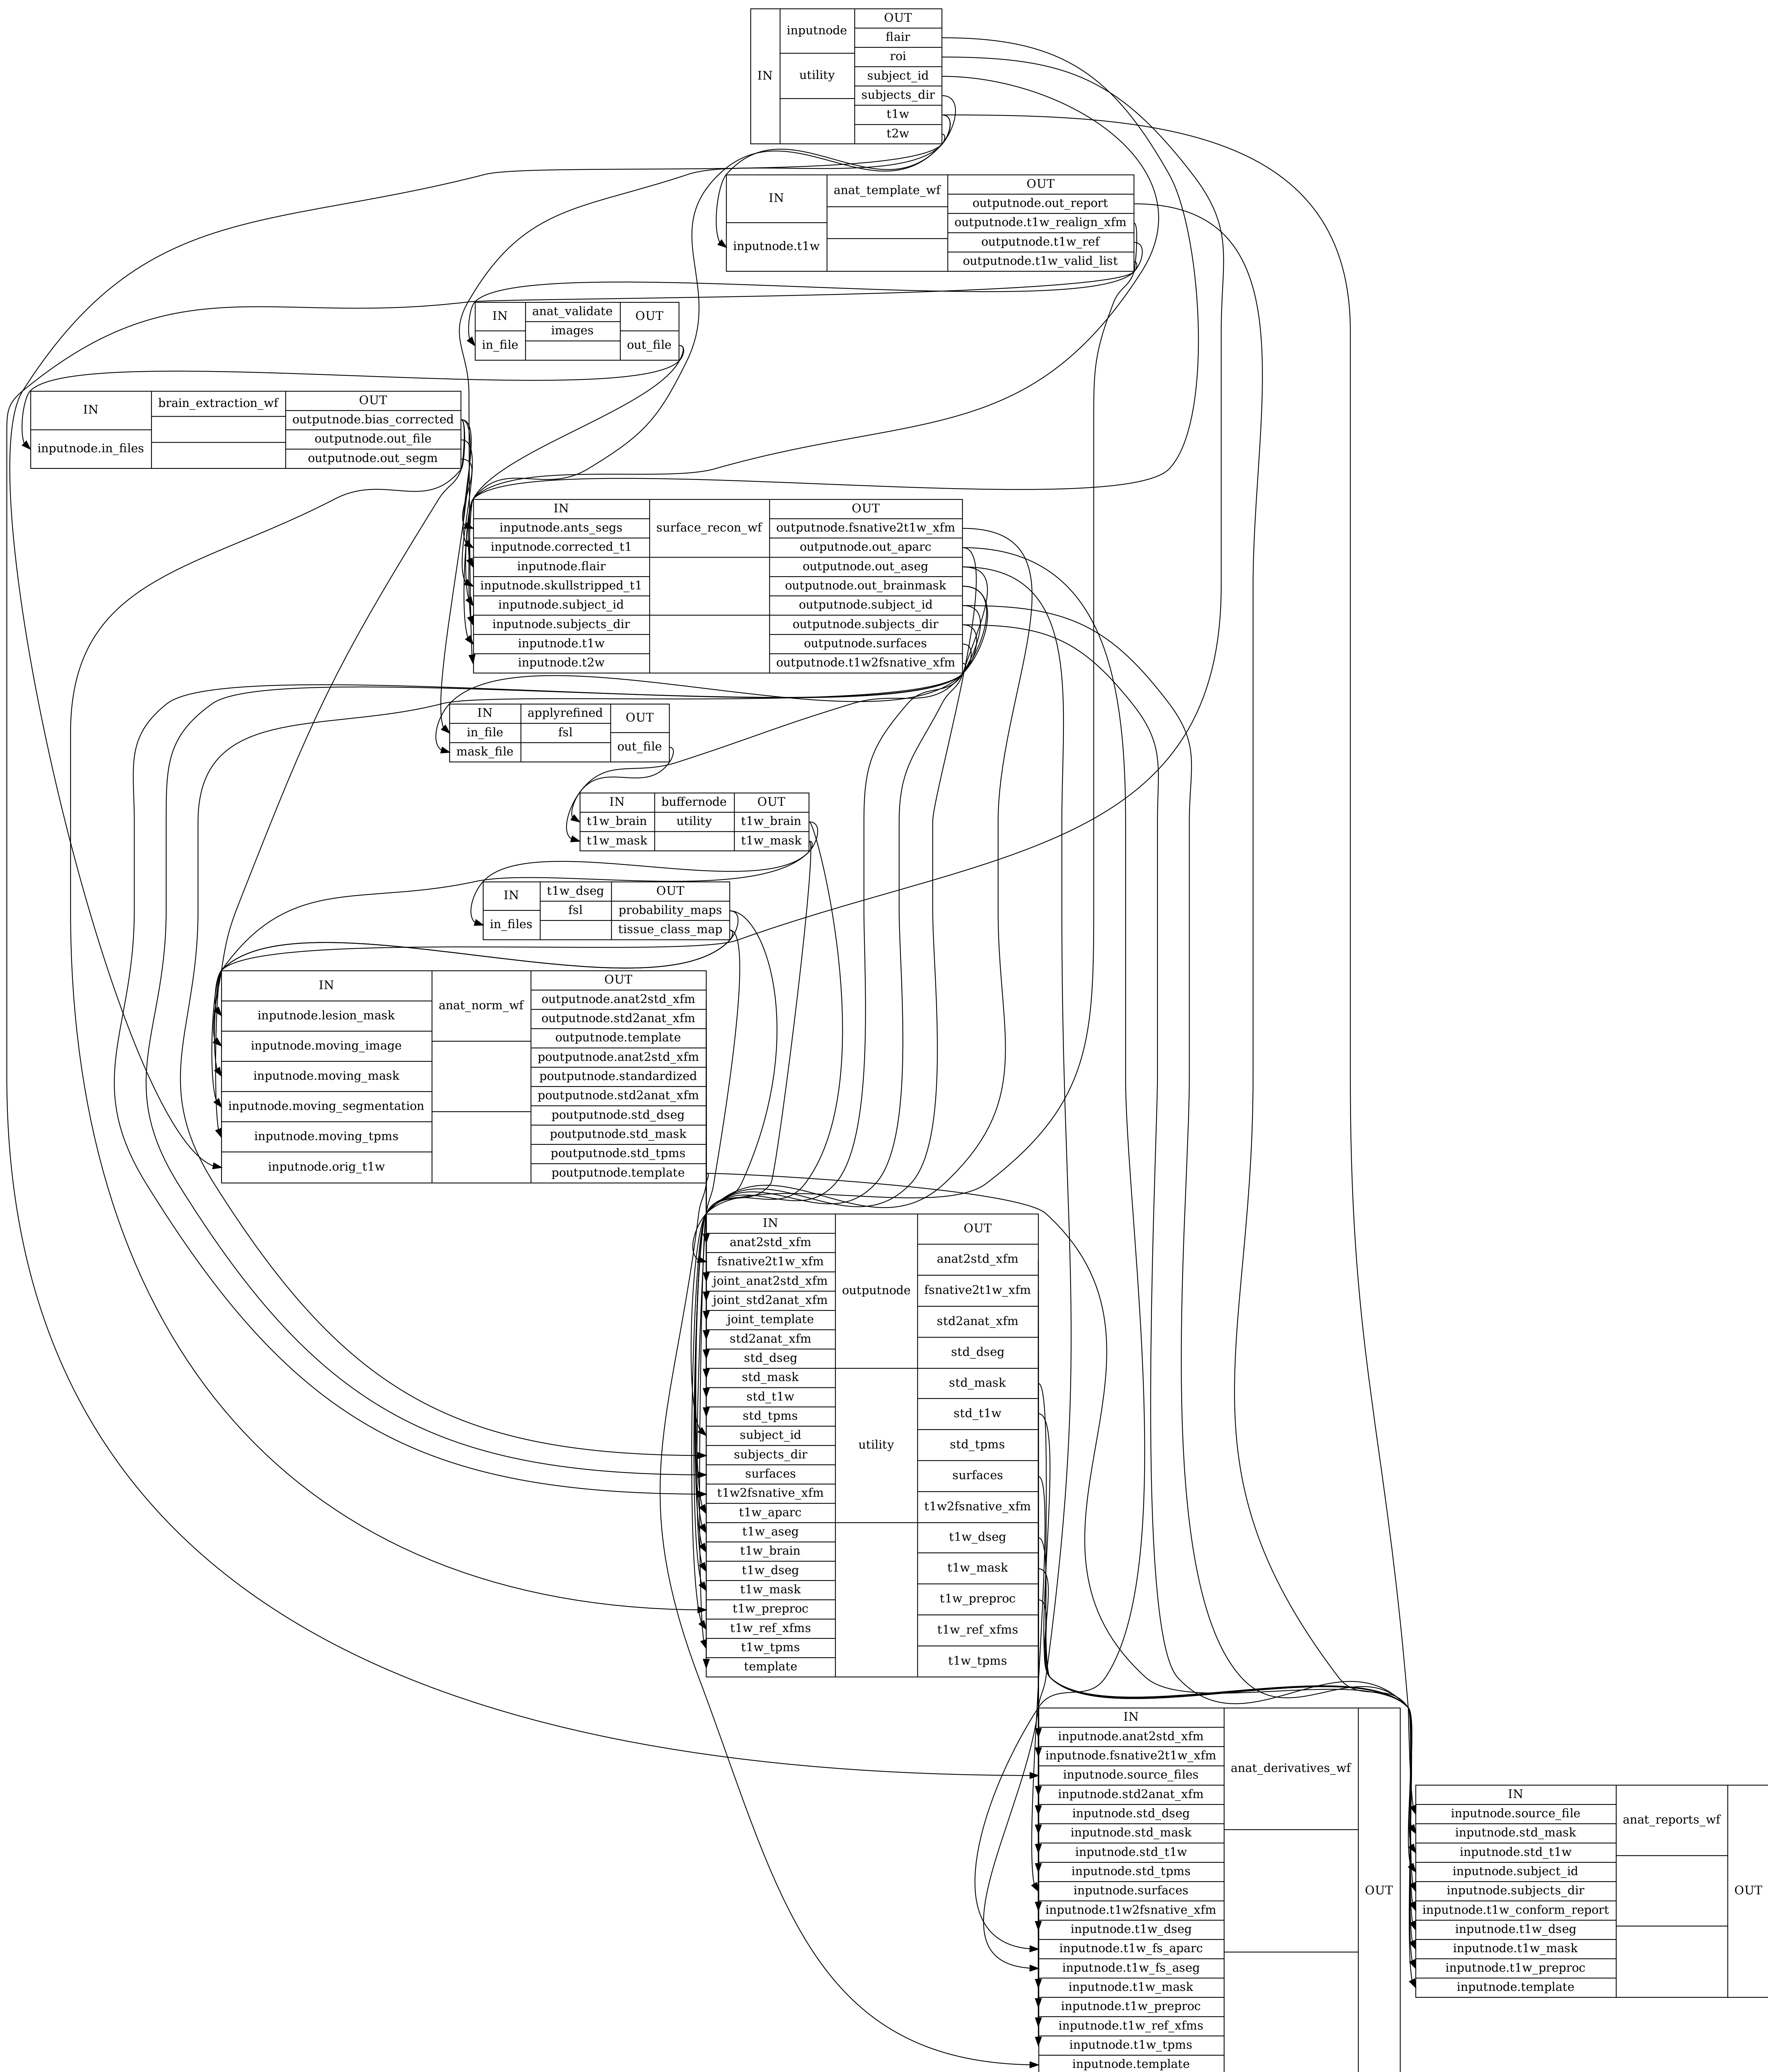 IN
inputnode
utility
OUT
flair
roi
subject_id
subjects_dir
t1w
t2w
IN
inputnode.t1w
anat_template_wf
OUT
outputnode.out_report
outputnode.t1w_realign_xfm
outputnode.t1w_ref
outputnode.t1w_valid_list
IN
in_file
anat_validate
images
OUT
out_file
IN
inputnode.in_files
brain_extraction_wf
OUT
outputnode.bias_corrected
outputnode.out_file
outputnode.out_segm
IN
inputnode.ants_segs
inputnode.corrected_t1
inputnode.flair
inputnode.skullstripped_t1
inputnode.subject_id
inputnode.subjects_dir
inputnode.t1w
inputnode.t2w
surface_recon_wf
OUT
outputnode.fsnative2t1w_xfm
outputnode.out_aparc
outputnode.out_aseg
outputnode.out_brainmask
outputnode.subject_id
outputnode.subjects_dir
outputnode.surfaces
outputnode.t1w2fsnative_xfm
IN
in_file
mask_file
applyrefined
fsl
OUT
out_file
IN
t1w_brain
t1w_mask
buffernode
utility
OUT
t1w_brain
t1w_mask
IN
in_files
t1w_dseg
fsl
OUT
probability_maps
tissue_class_map
IN
inputnode.lesion_mask
inputnode.moving_image
inputnode.moving_mask
inputnode.moving_segmentation
inputnode.moving_tpms
inputnode.orig_t1w
anat_norm_wf
OUT
outputnode.anat2std_xfm
outputnode.std2anat_xfm
outputnode.template
poutputnode.anat2std_xfm
poutputnode.standardized
poutputnode.std2anat_xfm
poutputnode.std_dseg
poutputnode.std_mask
poutputnode.std_tpms
poutputnode.template
IN
anat2std_xfm
fsnative2t1w_xfm
joint_anat2std_xfm
joint_std2anat_xfm
joint_template
std2anat_xfm
std_dseg
std_mask
std_t1w
std_tpms
subject_id
subjects_dir
surfaces
t1w2fsnative_xfm
t1w_aparc
t1w_aseg
t1w_brain
t1w_dseg
t1w_mask
t1w_preproc
t1w_ref_xfms
t1w_tpms
template
outputnode
utility
OUT
anat2std_xfm
fsnative2t1w_xfm
std2anat_xfm
std_dseg
std_mask
std_t1w
std_tpms
surfaces
t1w2fsnative_xfm
t1w_dseg
t1w_mask
t1w_preproc
t1w_ref_xfms
t1w_tpms
IN
inputnode.anat2std_xfm
inputnode.fsnative2t1w_xfm
inputnode.source_files
inputnode.std2anat_xfm
inputnode.std_dseg
inputnode.std_mask
inputnode.std_t1w
inputnode.std_tpms
inputnode.surfaces
inputnode.t1w2fsnative_xfm
inputnode.t1w_dseg
inputnode.t1w_fs_aparc
inputnode.t1w_fs_aseg
inputnode.t1w_mask
inputnode.t1w_preproc
inputnode.t1w_ref_xfms
inputnode.t1w_tpms
inputnode.template
anat_derivatives_wf
OUT
IN
inputnode.source_file
inputnode.std_mask
inputnode.std_t1w
inputnode.subject_id
inputnode.subjects_dir
inputnode.t1w_conform_report
inputnode.t1w_dseg
inputnode.t1w_mask
inputnode.t1w_preproc
inputnode.template
anat_reports_wf
OUT